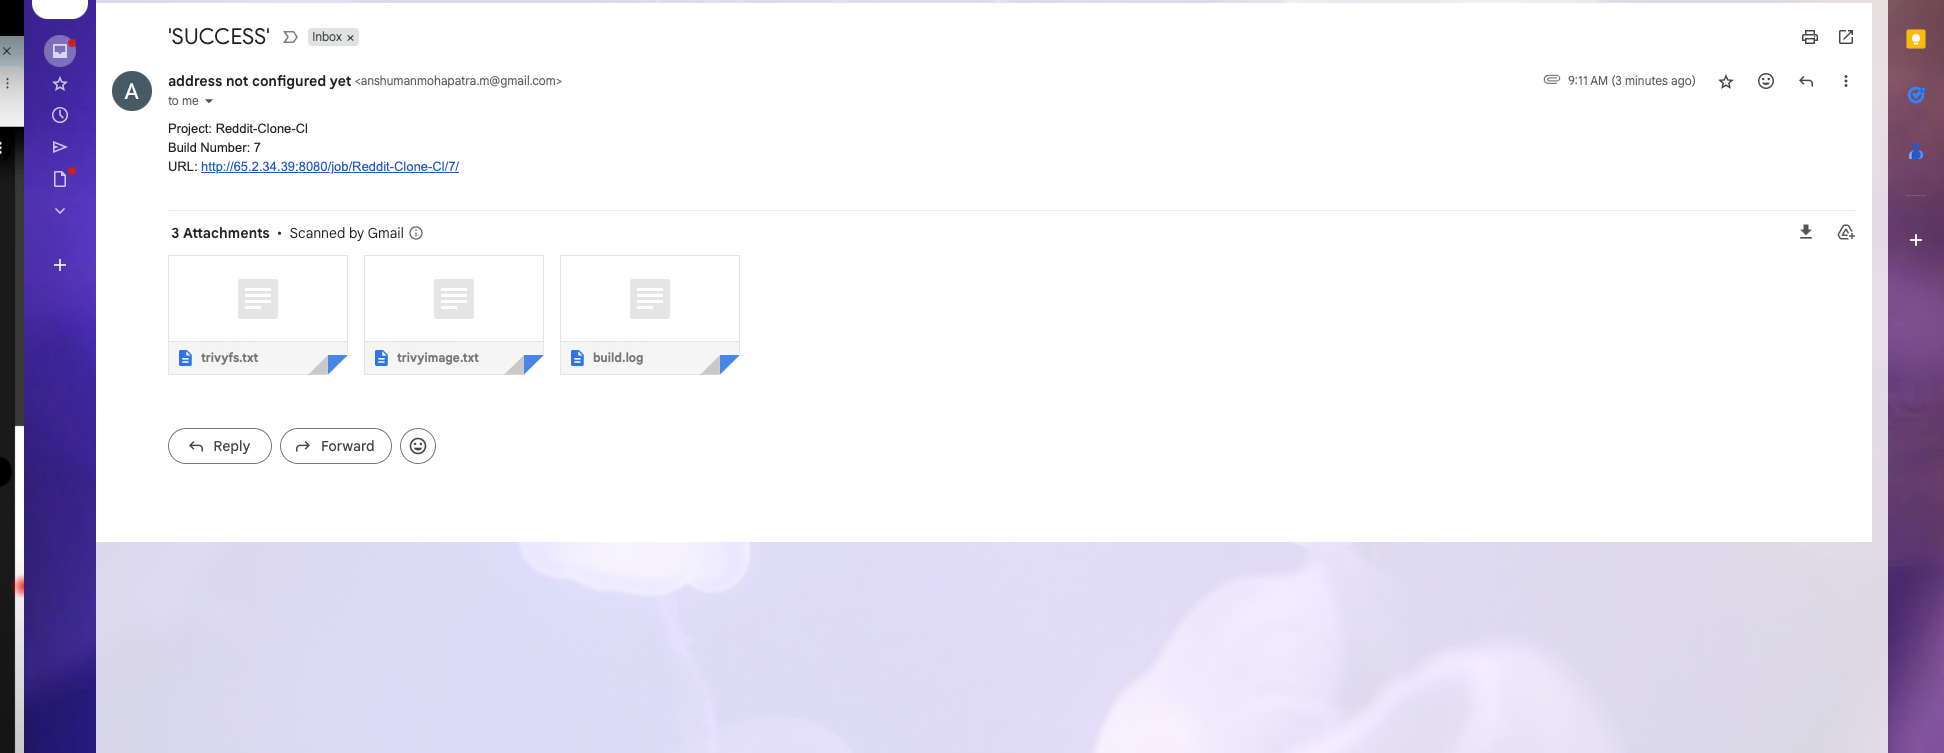 'SUCCESS' Inbox ×
A
address not configured yet <anshumanmohapatra.m@gmail.com> 9:11 AM (3 minutes ago)
to me
Project: Reddit-Clone-CI
Build Number: 7
URL: http://65.2.34.39:8080/job/Reddit-Clone-CI/7/
3 Attachments • Scanned by Gmail
trivyfs.txt trivyimage.txt build.log
Reply Forward